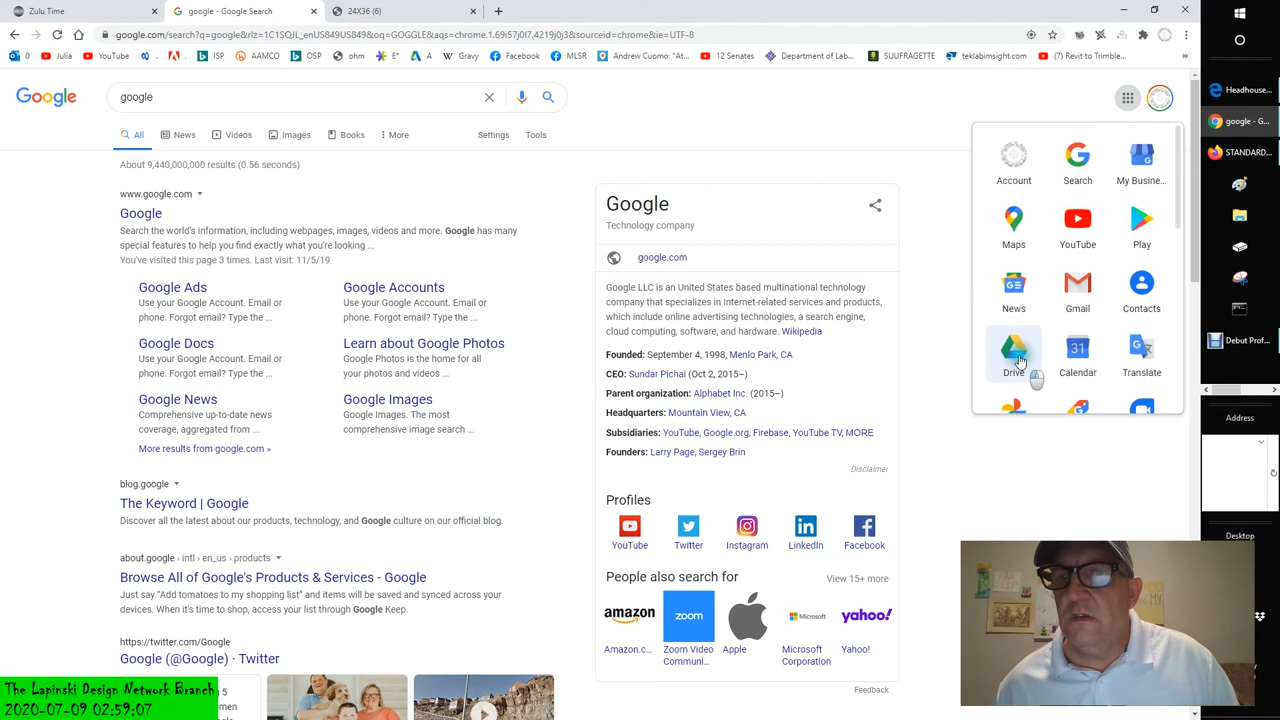 Zulu Time
google - Google Search
24X36 (6)
google.com/search?q=google&rlz=1C1SQJL_enUS849US849&oq=GOGGLE&aqs=chrome.1.69i57j0l7.4219j0j3&sourceid=chrome&ie=UTF-8
Julia
ISP
AAMCO
OSP
ohm
E*
A
Gravy
Facebook
MLSR
Andrew Cuomo: "At...
12 Senates
Department of Lab...
SUUFRAGETTE
teklabimsight.com
(7) Revit to Trimble...
Google
google
All
News
Videos
Images
Books
More
Settings
Tools
About 9,440,000,000 results (0.56 seconds)
www.google.com
Google
Search the world's information, including webpages, images, videos and more. Google has many
special features to help you find exactly what you're looking ...
You've visited this page 3 times. Last visit: 11/5/19
Google Ads
Use your Google Account. Email or
phone. Forgot email? Type the ...
Google Accounts
Use your Google Account. Email or
phone. Forgot email? Type the ...
Google Docs
Use your Google Account. Email or
phone. Forgot email? Type the ...
Learn about Google Photos
Google Photos is the home for all
your photos and videos ...
Google News
Comprehensive up-to-date news
coverage, aggregated from ...
Google Images
Google Images. The most
comprehensive image search ...
More results from google.com »
blog.google
The Keyword | Google
Discover all the latest about our products, technology, and Google culture on our official blog.
about.google › intl › en_us › products
Browse All of Google's Products & Services - Google
Just say "Add tomatoes to my shopping list" and items will be saved and synced across your
devices. When it's time to shop, access your list through Google Keep.
https://twitter.com/Google
Google (@Google) · Twitter
Google
Technology company
google.com
Google LLC is an United States based multinational technology
company that specializes in Internet-related services and products,
which include online advertising technologies, a search engine,
cloud computing, software, and hardware. Wikipedia
Founded: September 4, 1998, Menlo Park, CA
CEO: Sundar Pichai (Oct 2, 2015–)
Parent organization: Alphabet Inc. (2015–)
Headquarters: Mountain View, CA
Subsidiaries: YouTube, Google.org, Firebase, YouTube TV, MORE
Founders: Larry Page, Sergey Brin
Disclaimer
Profiles
YouTube
Twitter
Instagram
LinkedIn
Facebook
People also search for
View 15+ more
amazon
zoom
Microsoft
yahoo!
Amazon.c...
Zoom Video
Communi...
Apple
Microsoft
Corporation
Yahoo!
Feedback
Account
Search
My Busine...
Maps
YouTube
Play
News
Gmail
Contacts
Drive
31
Calendar
Translate
Headhouse...
google - G...
STANDARD...
Debut Prof...
Address
Desktop
The Lapinski Design Network Branch
2020-07-09 02:59:07
5
gs
our